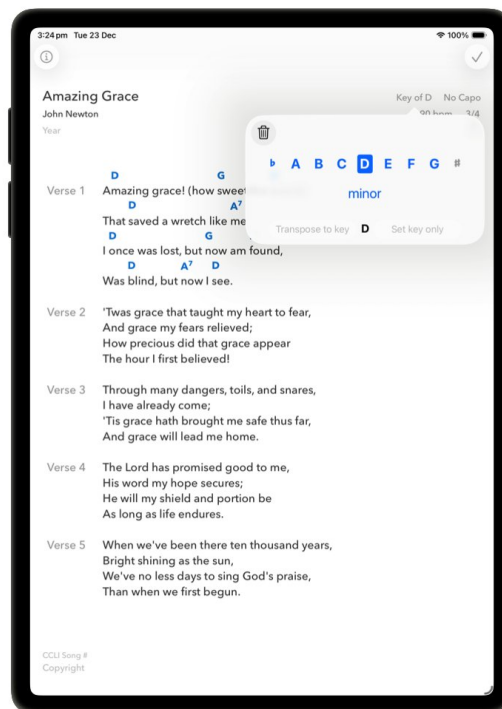 3:24 pm Tue 23 Dec 100%
Amazing Grace Key of D No Capo
John Newton 90 bpm 3/4
Year
♭ A B C D E F G ♯
minor
Transpose to key D Set key only
D G
Verse 1 Amazing grace! (how sweet
D A7
That saved a wretch like me
D G
I once was lost, but now am found,
D A7 D
Was blind, but now I see.
Verse 2 'Twas grace that taught my heart to fear,
And grace my fears relieved;
How precious did that grace appear
The hour I first believed!
Verse 3 Through many dangers, toils, and snares,
I have already come;
'Tis grace hath brought me safe thus far,
And grace will lead me home.
Verse 4 The Lord has promised good to me,
His word my hope secures;
He will my shield and portion be
As long as life endures.
Verse 5 When we've been there ten thousand years,
Bright shining as the sun,
We've no less days to sing God's praise,
Than when we first begun.
CCLI Song #
Copyright